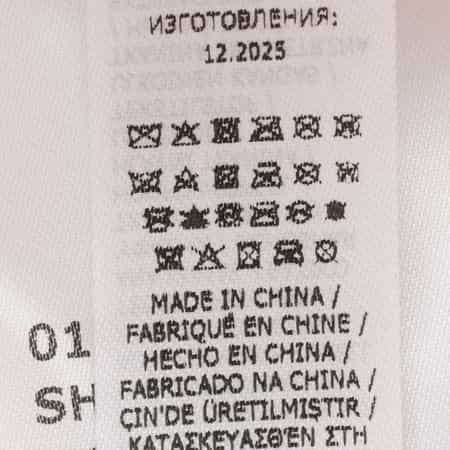 ИЗГОТОВЛЕНИЯ:
12.2025
MADE IN CHINA /
FABRIQUÉ EN CHINE /
HECHO EN CHINA /
FABRICADO NA CHINA /
ÇIN'DE ÜRETILMIŞTIR /
ΚΑΤΑΣΚΕΥΑΣΘΕΝ ΣΤΗ
01
SH